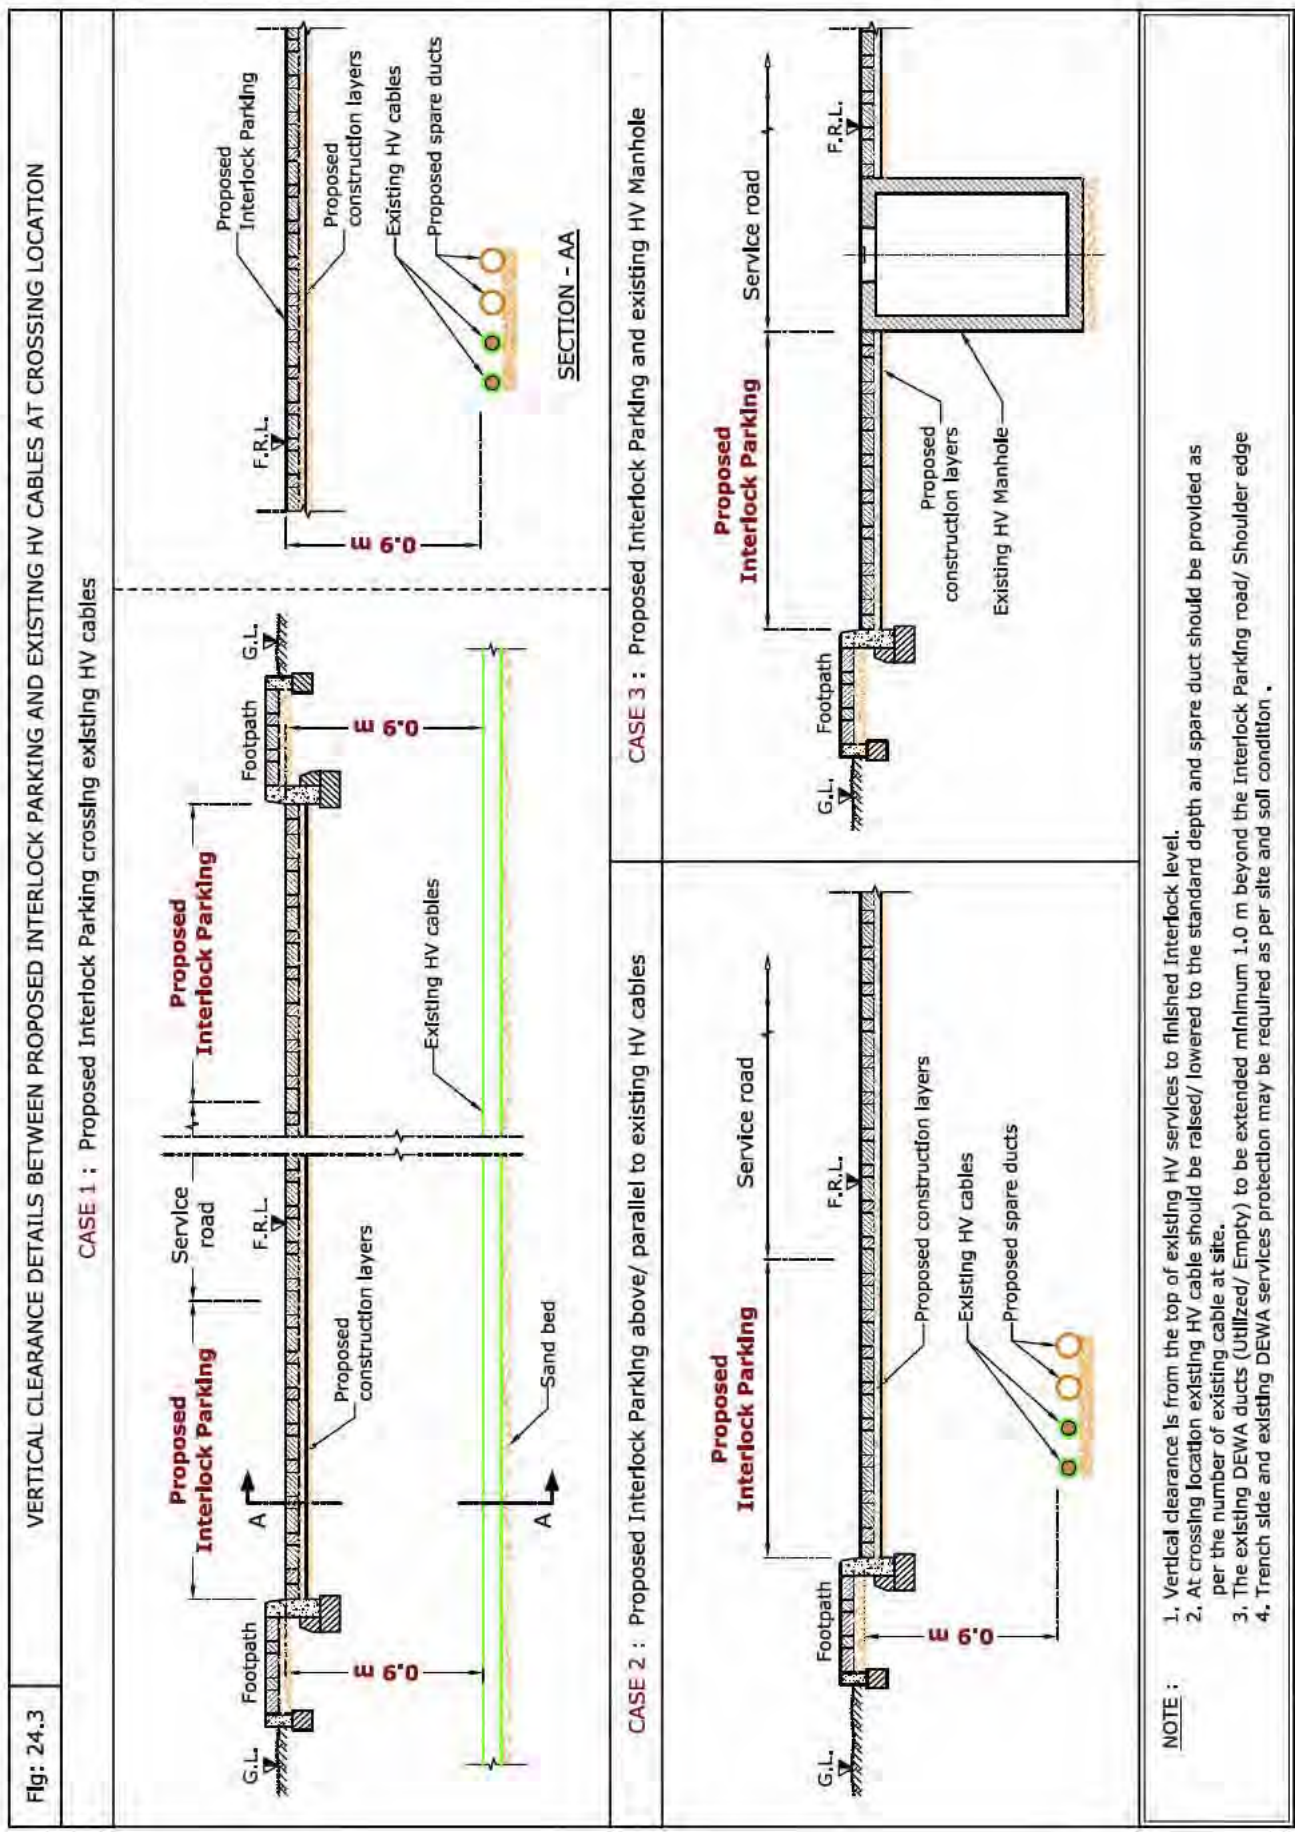 Fig: 24.3
VERTICAL CLEARANCE DETAILS BETWEEN PROPOSED INTERLOCK PARKING AND EXISTING HV CABLES AT CROSSING LOCATION
CASE 1 : Proposed Interlock Parking crossing existing HV cables
Proposed
Interlock Parking
Service
road
Proposed
Interlock Parking
G.L.
Footpath
A
F.R.L.
Footpath
G.L.
0.9 m
Proposed
construction layers
Existing HV cables
0.9 m
A
Sand bed
F.R.L.
Proposed
Interlock Parking
0.9 m
Proposed
construction layers
Existing HV cables
Proposed spare ducts
SECTION - AA
CASE 2 : Proposed Interlock Parking above/ parallel to existing HV cables
Proposed
Interlock Parking
Service road
G.L.
Footpath
F.R.L.
0.9 m
Proposed construction layers
Existing HV cables
Proposed spare ducts
CASE 3 : Proposed Interlock Parking and existing HV Manhole
Proposed
Interlock Parking
Service road
G.L.
Footpath
F.R.L.
Proposed
construction layers
Existing HV Manhole
NOTE :
1. Vertical clearance is from the top of existing HV services to finished Interlock level.
2. At crossing location existing HV cable should be raised/ lowered to the standard depth and spare duct should be provided as
per the number of existing cable at site.
3. The existing DEWA ducts (Utilized/ Empty) to be extended minimum 1.0 m beyond the Interlock Parking road/ Shoulder edge
4. Trench side and existing DEWA services protection may be required as per site and soil condition .